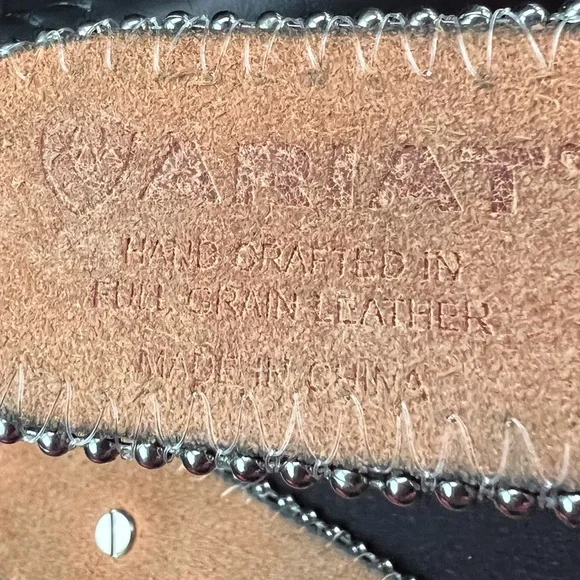 ARIAT®
HAND CRAFTED IN
FULL GRAIN LEATHER
MADE IN CHINA